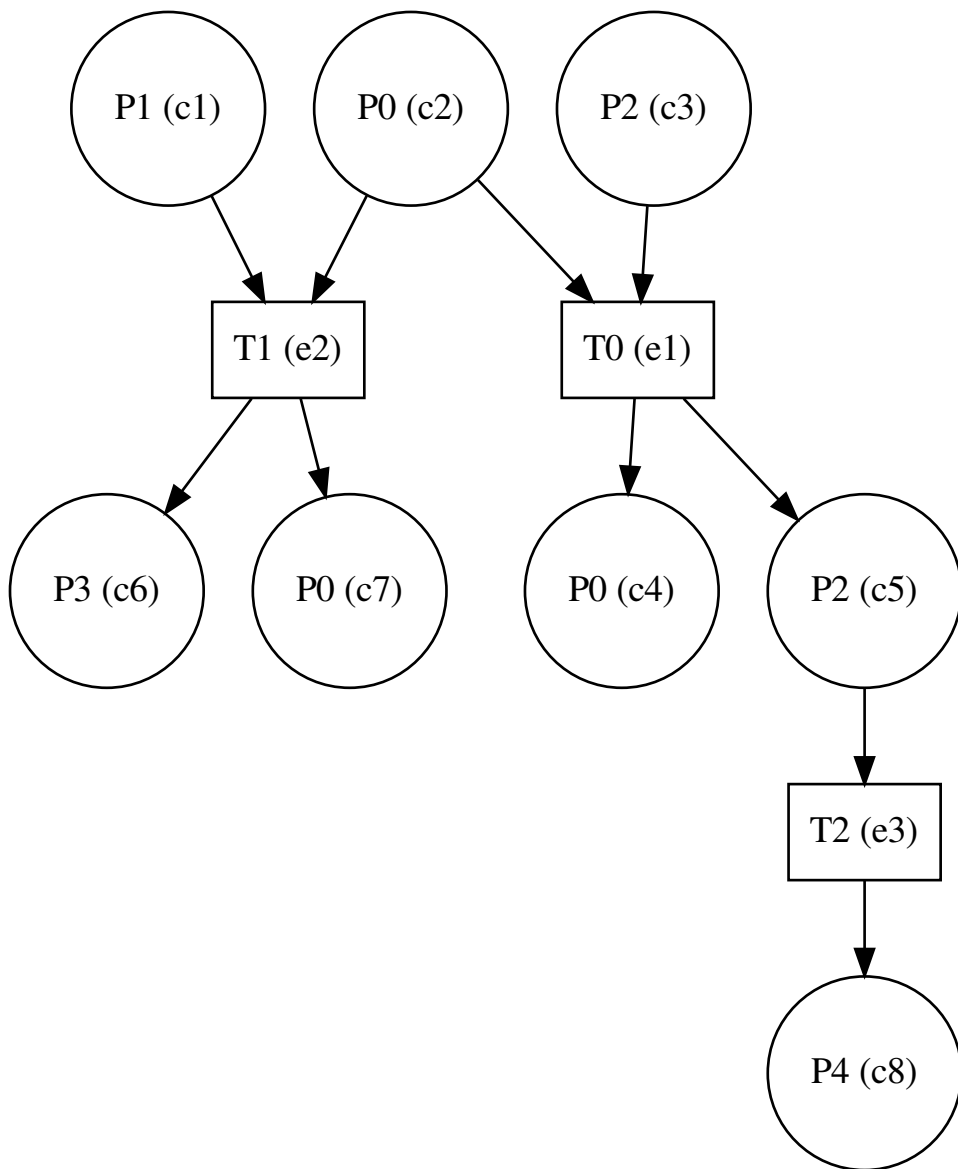 P1 (c1)
P0 (c2)
P2 (c3)
T1 (e2)
T0 (e1)
P3 (c6)
P0 (c7)
P0 (c4)
P2 (c5)
T2 (e3)
P4 (c8)